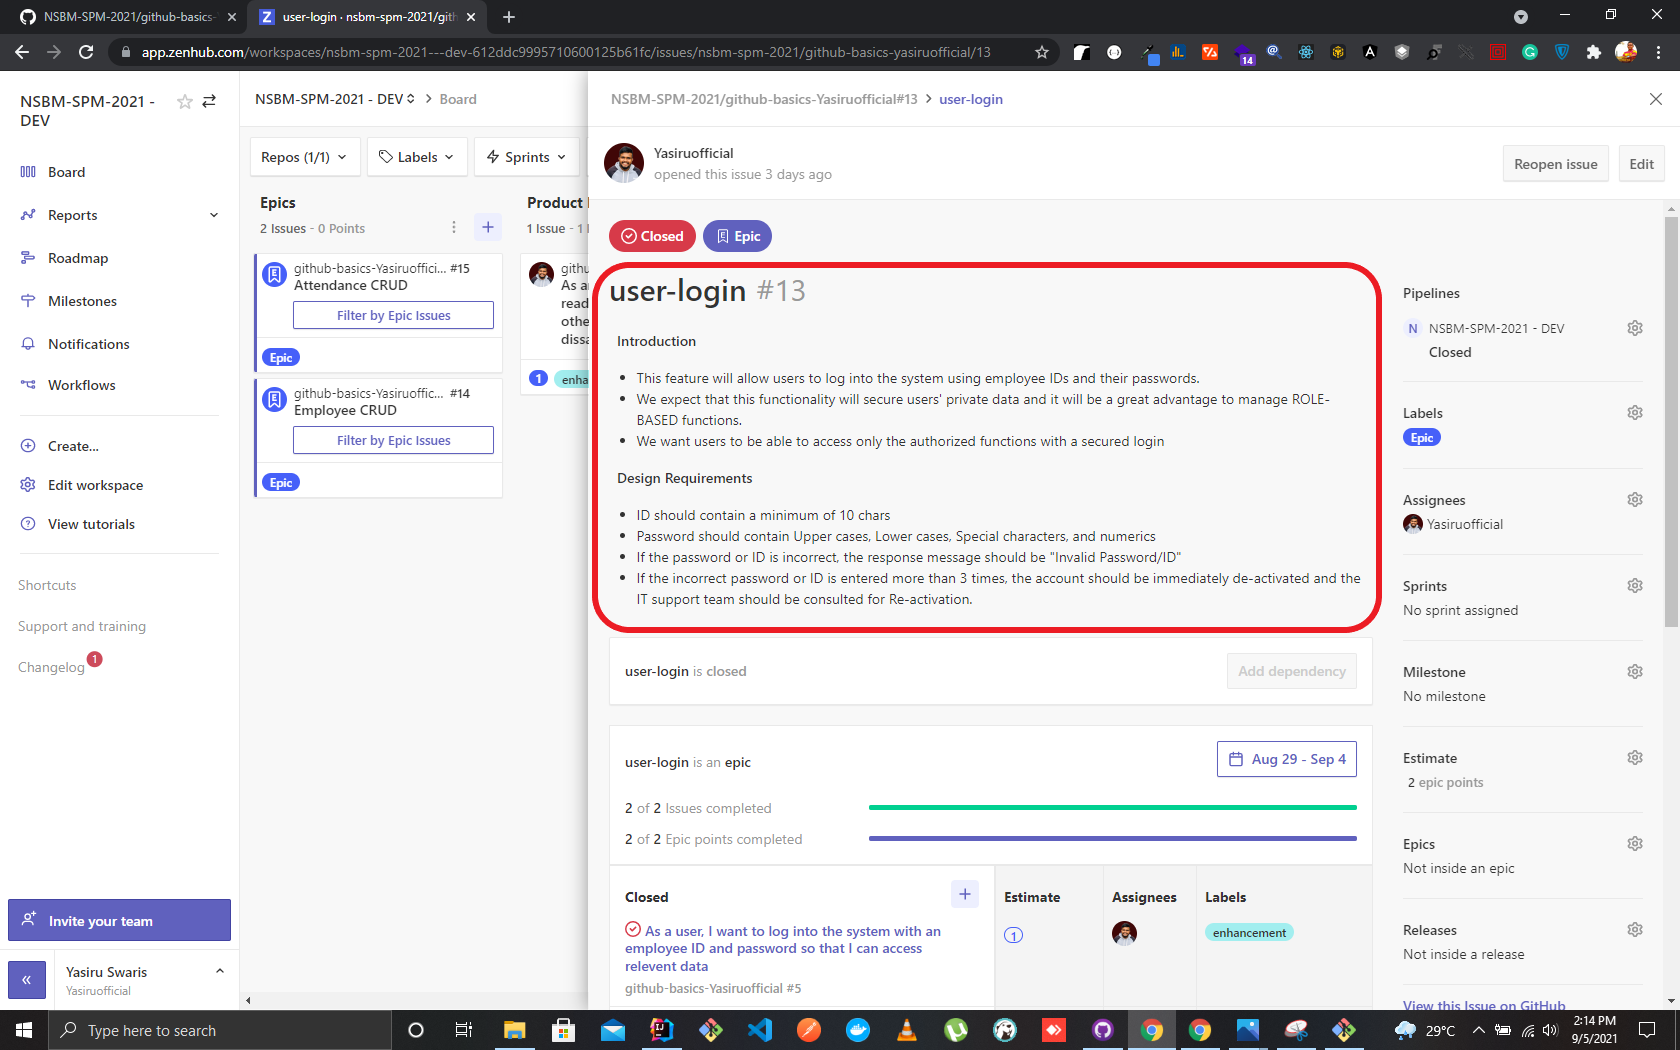 NSBM-SPM-2021/github-basics-
user-login · nsbm-spm-2021/gith
app.zenhub.com/workspaces/nsbm-spm-2021---dev-612ddc9995710600125b61fc/issues/nsbm-spm-2021/github-basics-yasiruofficial/13
14
NSBM-SPM-2021 -
DEV
Board
Reports
Roadmap
Milestones
Notifications
Workflows
Create...
Edit workspace
View tutorials
Shortcuts
Support and training
Changelog 1
Invite your team
Yasiru Swaris
Yasiruofficial
NSBM-SPM-2021 - DEV > Board
Repos (1/1)
Labels
Sprints
Epics
2 Issues - 0 Points
github-basics-Yasiruoffici... #15
Attendance CRUD
Filter by Epic Issues
Epic
github-basics-Yasiruoffic... #14
Employee CRUD
Filter by Epic Issues
Epic
Product
1 Issue - 1
githu
As a
read
othe
dissa
1 enha
NSBM-SPM-2021/github-basics-Yasiruofficial#13 > user-login
Yasiruofficial
opened this issue 3 days ago
Reopen issue
Edit
Closed
Epic
user-login #13
Introduction
• This feature will allow users to log into the system using employee IDs and their passwords.
• We expect that this functionality will secure users' private data and it will be a great advantage to manage ROLE-
BASED functions.
• We want users to be able to access only the authorized functions with a secured login
Design Requirements
• ID should contain a minimum of 10 chars
• Password should contain Upper cases, Lower cases, Special characters, and numerics
• If the password or ID is incorrect, the response message should be "Invalid Password/ID"
• If the incorrect password or ID is entered more than 3 times, the account should be immediately de-activated and the
IT support team should be consulted for Re-activation.
user-login is closed
Add dependency
user-login is an epic
Aug 29 - Sep 4
2 of 2 Issues completed
2 of 2 Epic points completed
Closed
Estimate
Assignees
Labels
As a user, I want to log into the system with an
employee ID and password so that I can access
relevent data
github-basics-Yasiruofficial #5
1
enhancement
Pipelines
N NSBM-SPM-2021 - DEV
Closed
Labels
Epic
Assignees
Yasiruofficial
Sprints
No sprint assigned
Milestone
No milestone
Estimate
2 epic points
Epics
Not inside an epic
Releases
Not inside a release
View this Issue on GitHub
Type here to search
29°C
2:14 PM
9/5/2021